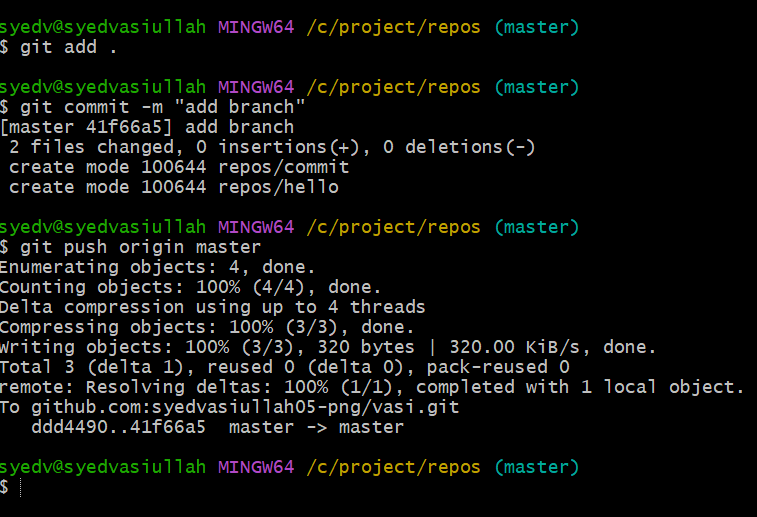 syedv@syedvasiullah MINGW64 /c/project/repos (master)
$ git add .
syedv@syedvasiullah MINGW64 /c/project/repos (master)
$ git commit -m "add branch"
[master 41f66a5] add branch
 2 files changed, 0 insertions(+), 0 deletions(-)
 create mode 100644 repos/commit
 create mode 100644 repos/hello
syedv@syedvasiullah MINGW64 /c/project/repos (master)
$ git push origin master
Enumerating objects: 4, done.
Counting objects: 100% (4/4), done.
Delta compression using up to 4 threads
Compressing objects: 100% (3/3), done.
Writing objects: 100% (3/3), 320 bytes | 320.00 KiB/s, done.
Total 3 (delta 1), reused 0 (delta 0), pack-reused 0
remote: Resolving deltas: 100% (1/1), completed with 1 local object.
To github.com:syedvasiullah05-png/vasi.git
   ddd4490..41f66a5  master -> master
syedv@syedvasiullah MINGW64 /c/project/repos (master)
$